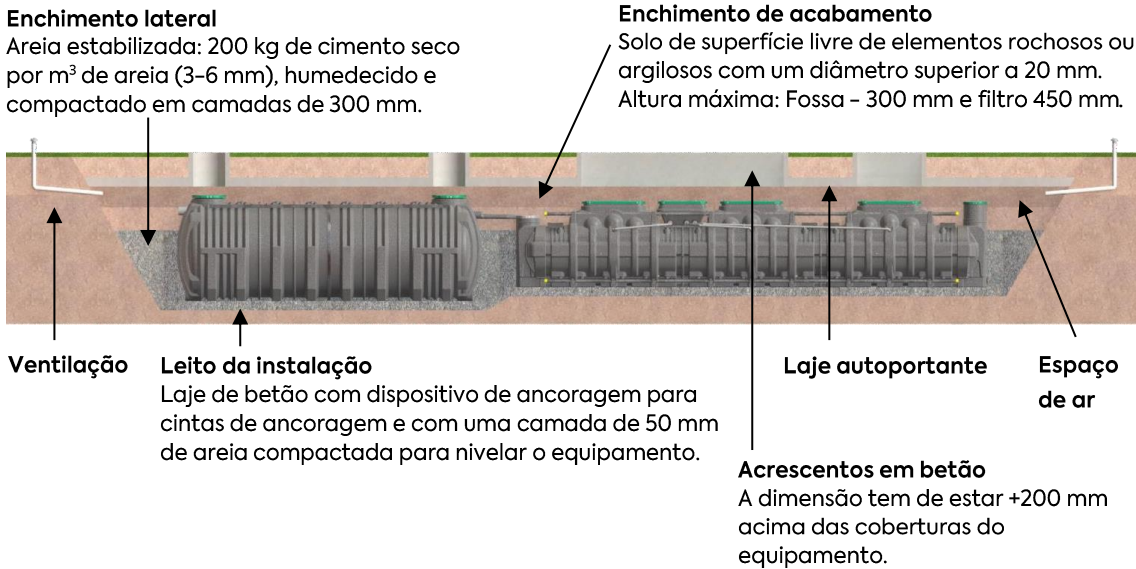 Enchimento lateral
Areia estabilizada: 200 kg de cimento seco
por m³ de areia (3-6 mm), humedecido e
compactado em camadas de 300 mm.
Enchimento de acabamento
Solo de superfície livre de elementos rochosos ou
argilosos com um diâmetro superior a 20 mm.
Altura máxima: Fossa - 300 mm e filtro 450 mm.
Ventilação
Leito da instalação
Laje de betão com dispositivo de ancoragem para
cintas de ancoragem e com uma camada de 50 mm
de areia compactada para nivelar o equipamento.
Laje autoportante
Espaço
de ar
Acrescentos em betão
A dimensão tem de estar +200 mm
acima das coberturas do
equipamento.